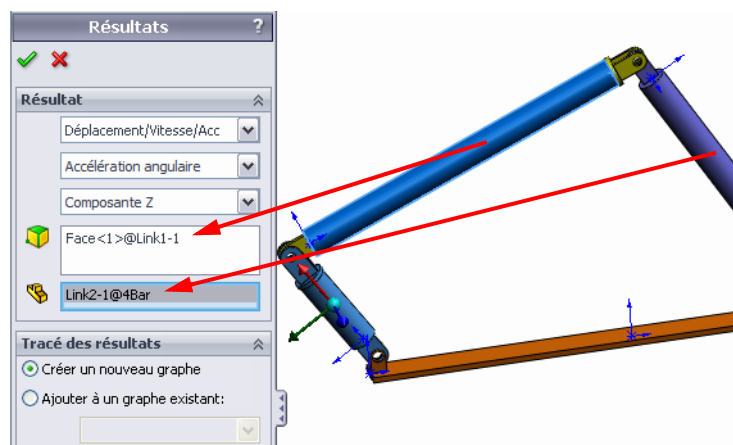 Résultats ?
Résultat
Déplacement/Vitesse/Acc
Accélération angulaire
Composante Z
Face<1>@Link1-1
Link2-1@4Bar
Tracé des résultats
Créer un nouveau graphe
Ajouter à un graphe existant: